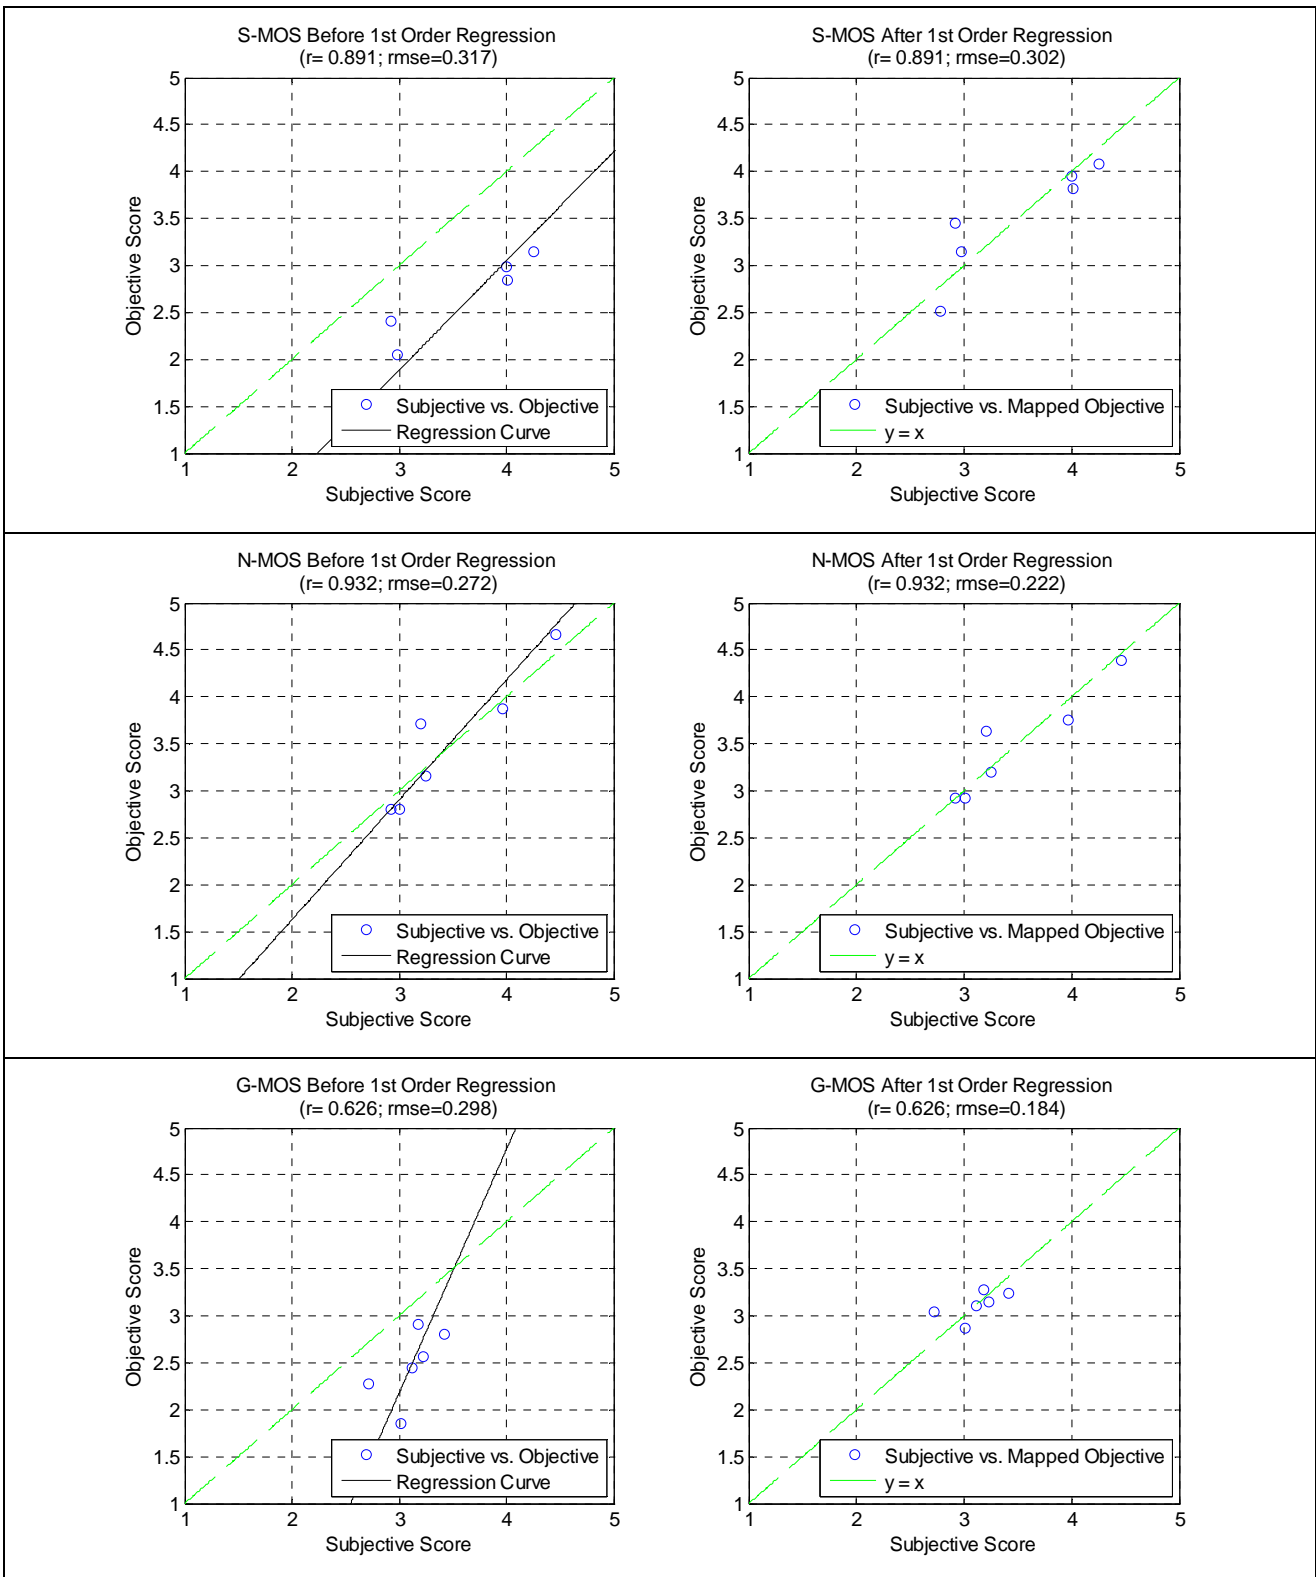 S-MOS Before 1st Order Regression
(r= 0.891; rmse=0.317)
5
4.5
4
3.5
3
2.5
2
1.5
1
Objective Score
Subjective vs. Objective
Regression Curve
1 2 3 4 5
Subjective Score
S-MOS After 1st Order Regression
(r= 0.891; rmse=0.302)
5
4.5
4
3.5
3
2.5
2
1.5
1
Objective Score
Subjective vs. Mapped Objective
y = x
1 2 3 4 5
Subjective Score
N-MOS Before 1st Order Regression
(r= 0.932; rmse=0.272)
5
4.5
4
3.5
3
2.5
2
1.5
1
Objective Score
Subjective vs. Objective
Regression Curve
1 2 3 4 5
Subjective Score
N-MOS After 1st Order Regression
(r= 0.932; rmse=0.222)
5
4.5
4
3.5
3
2.5
2
1.5
1
Objective Score
Subjective vs. Mapped Objective
y = x
1 2 3 4 5
Subjective Score
G-MOS Before 1st Order Regression
(r= 0.626; rmse=0.298)
5
4.5
4
3.5
3
2.5
2
1.5
1
Objective Score
Subjective vs. Objective
Regression Curve
1 2 3 4 5
Subjective Score
G-MOS After 1st Order Regression
(r= 0.626; rmse=0.184)
5
4.5
4
3.5
3
2.5
2
1.5
1
Objective Score
Subjective vs. Mapped Objective
y = x
1 2 3 4 5
Subjective Score